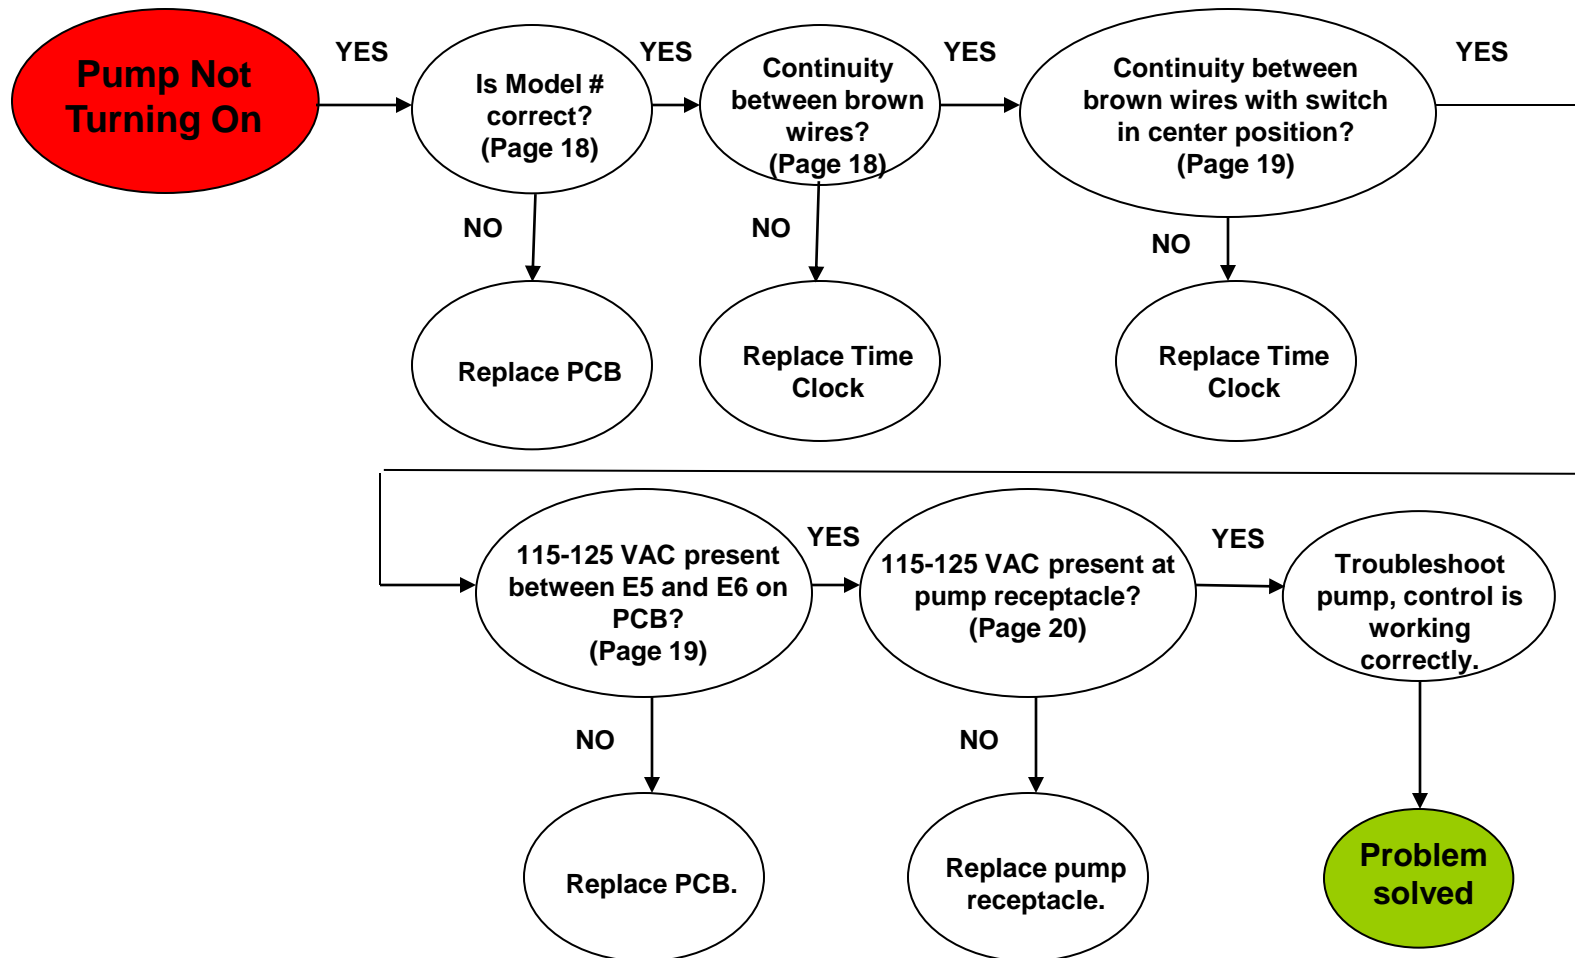 Pump Not
Turning On
YES
Is Model #
correct?
(Page 18)
YES
Continuity
between brown
wires?
(Page 18)
YES
Continuity between
brown wires with switch
in center position?
(Page 19)
YES
NO
NO
NO
Replace PCB
Replace Time
Clock
Replace Time
Clock
115-125 VAC present
between E5 and E6 on
PCB?
(Page 19)
YES
115-125 VAC present at
pump receptacle?
(Page 20)
YES
Troubleshoot
pump, control is
working
correctly.
NO
NO
Replace PCB.
Replace pump
receptacle.
Problem
solved